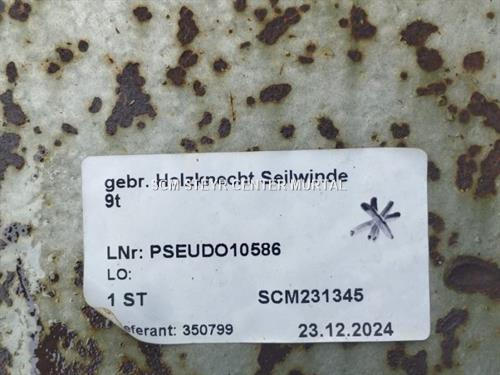 gebr. Holzknecht Seilwinde
SCM STEYR CENTER MURTAL
9t
LNr: PSEUDO10586
LO:
1 ST SCM231345
eferant: 350799 23.12.2024